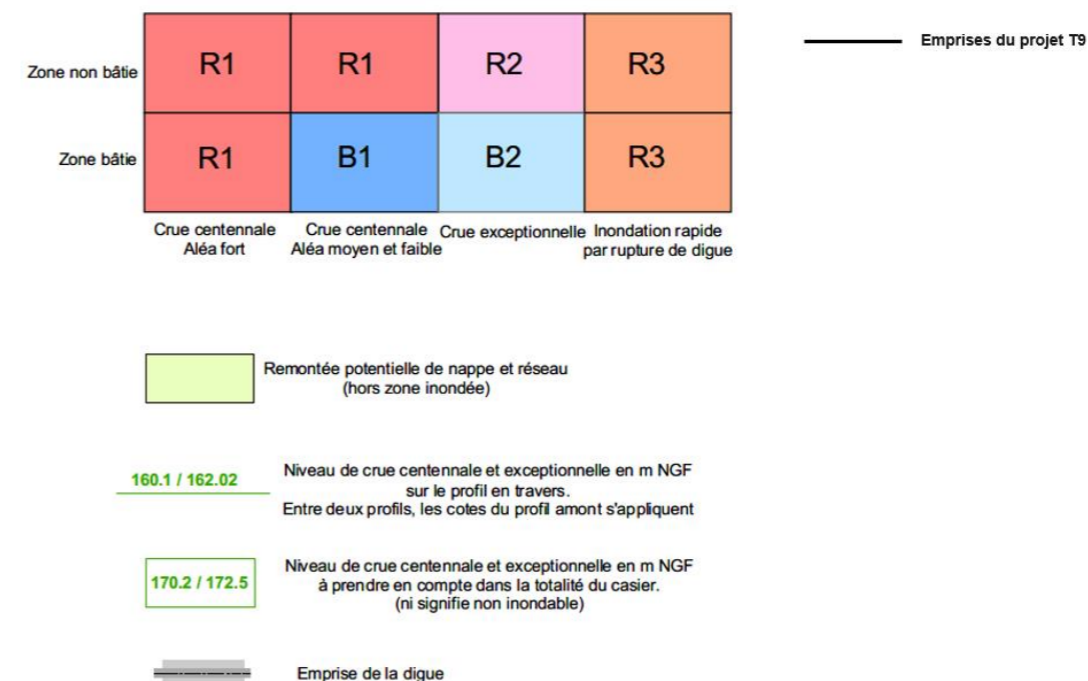 Zone non bâtie R1 R1 R2 R3
Emprises du projet T9
Zone bâtie R1 B1 B2 R3
Crue centennale
Aléa fort
Crue centennale
Aléa moyen et faible
Crue exceptionnelle
Inondation rapide
par rupture de digue
Remontée potentielle de nappe et réseau
(hors zone inondée)
160.1 / 162.02
Niveau de crue centennale et exceptionnelle en m NGF
sur le profil en travers.
Entre deux profils, les cotes du profil amont s'appliquent
170.2 / 172.5
Niveau de crue centennale et exceptionnelle en m NGF
à prendre en compte dans la totalité du casier.
(ni signifie non inondable)
Emprise de la digue